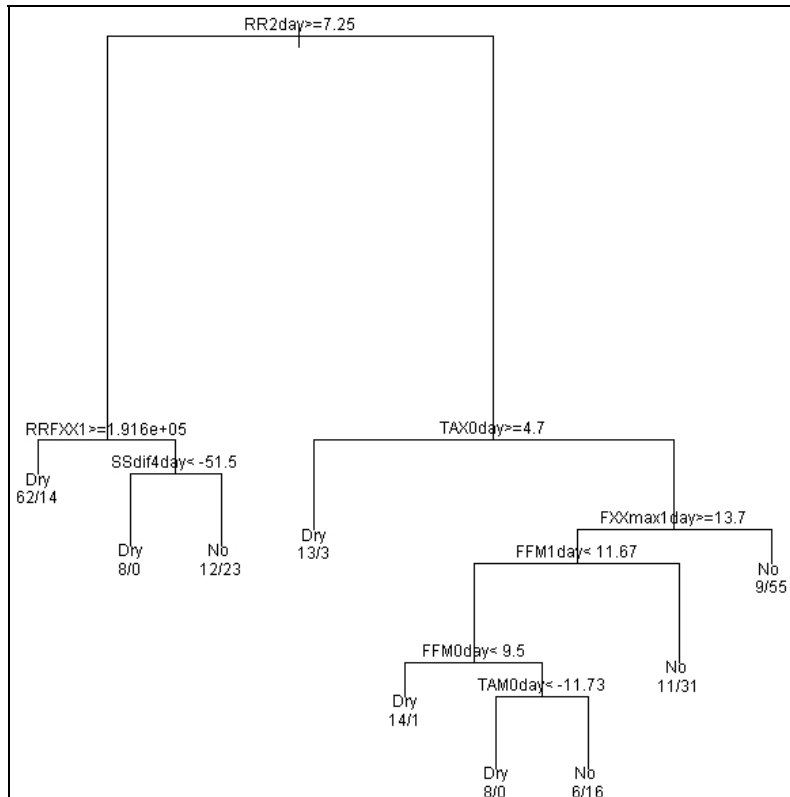 RR2day>=7.25
RRFXX1>=1.916e+05
TAX0day>=4.7
Dry
62/14
SSdif4day< -51.5
Dry
8/0
No
12/23
Dry
13/3
FXXmax1day>=13.7
FFM1day< 11.67
No
9/55
FFM0day< 9.5
No
11/31
Dry
14/1
TAM0day< -11.73
Dry
8/0
No
6/16